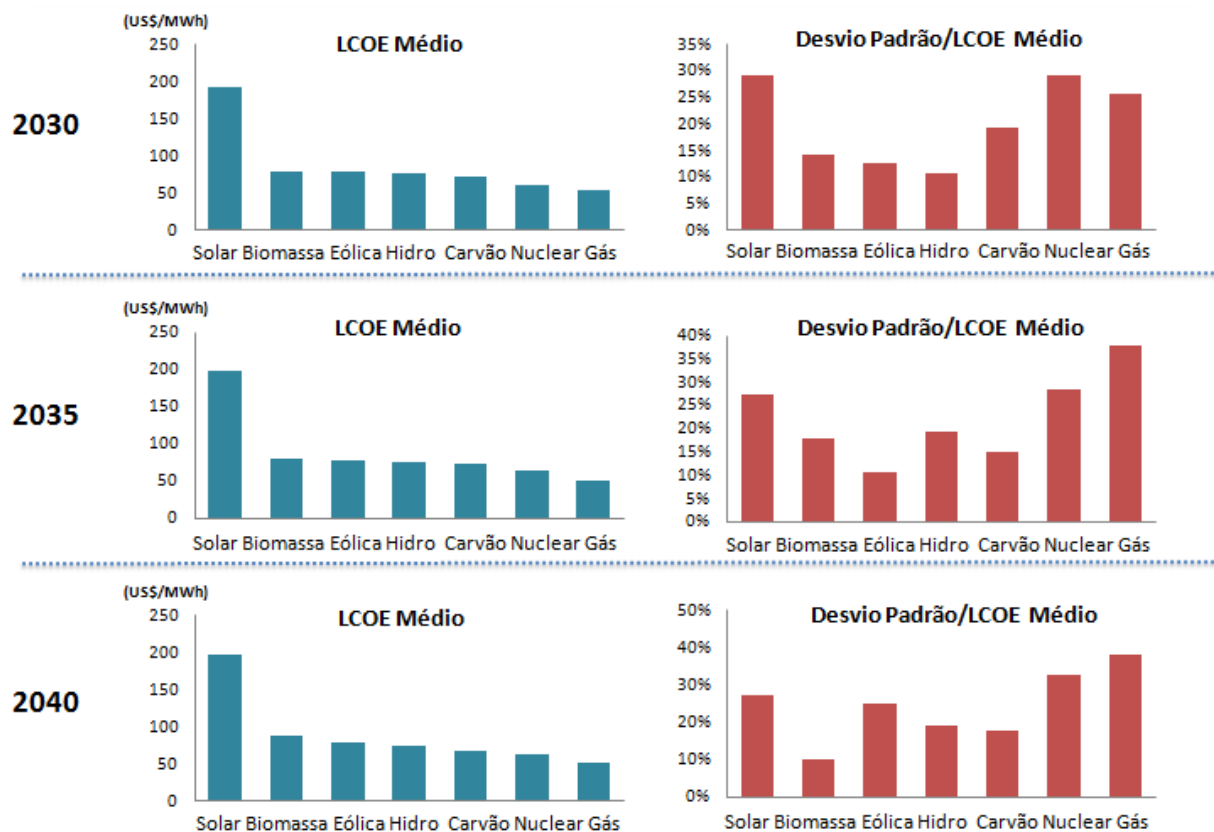 (US$/MWh)
LCOE Médio
250
200
150
100
50
0
Solar Biomassa Eólica Hidro Carvão Nuclear Gás
2030
Desvio Padrão/LCOE Médio
35%
30%
25%
20%
15%
10%
5%
0%
Solar Biomassa Eólica Hidro Carvão Nuclear Gás
(US$/MWh)
LCOE Médio
250
200
150
100
50
0
Solar Biomassa Eólica Hidro Carvão Nuclear Gás
2035
Desvio Padrão/LCOE Médio
40%
35%
30%
25%
20%
15%
10%
5%
0%
Solar Biomassa Eólica Hidro Carvão Nuclear Gás
(US$/MWh)
LCOE Médio
250
200
150
100
50
0
Solar Biomassa Eólica Hidro Carvão Nuclear Gás
2040
Desvio Padrão/LCOE Médio
50%
40%
30%
20%
10%
0%
Solar Biomassa Eólica Hidro Carvão Nuclear Gás